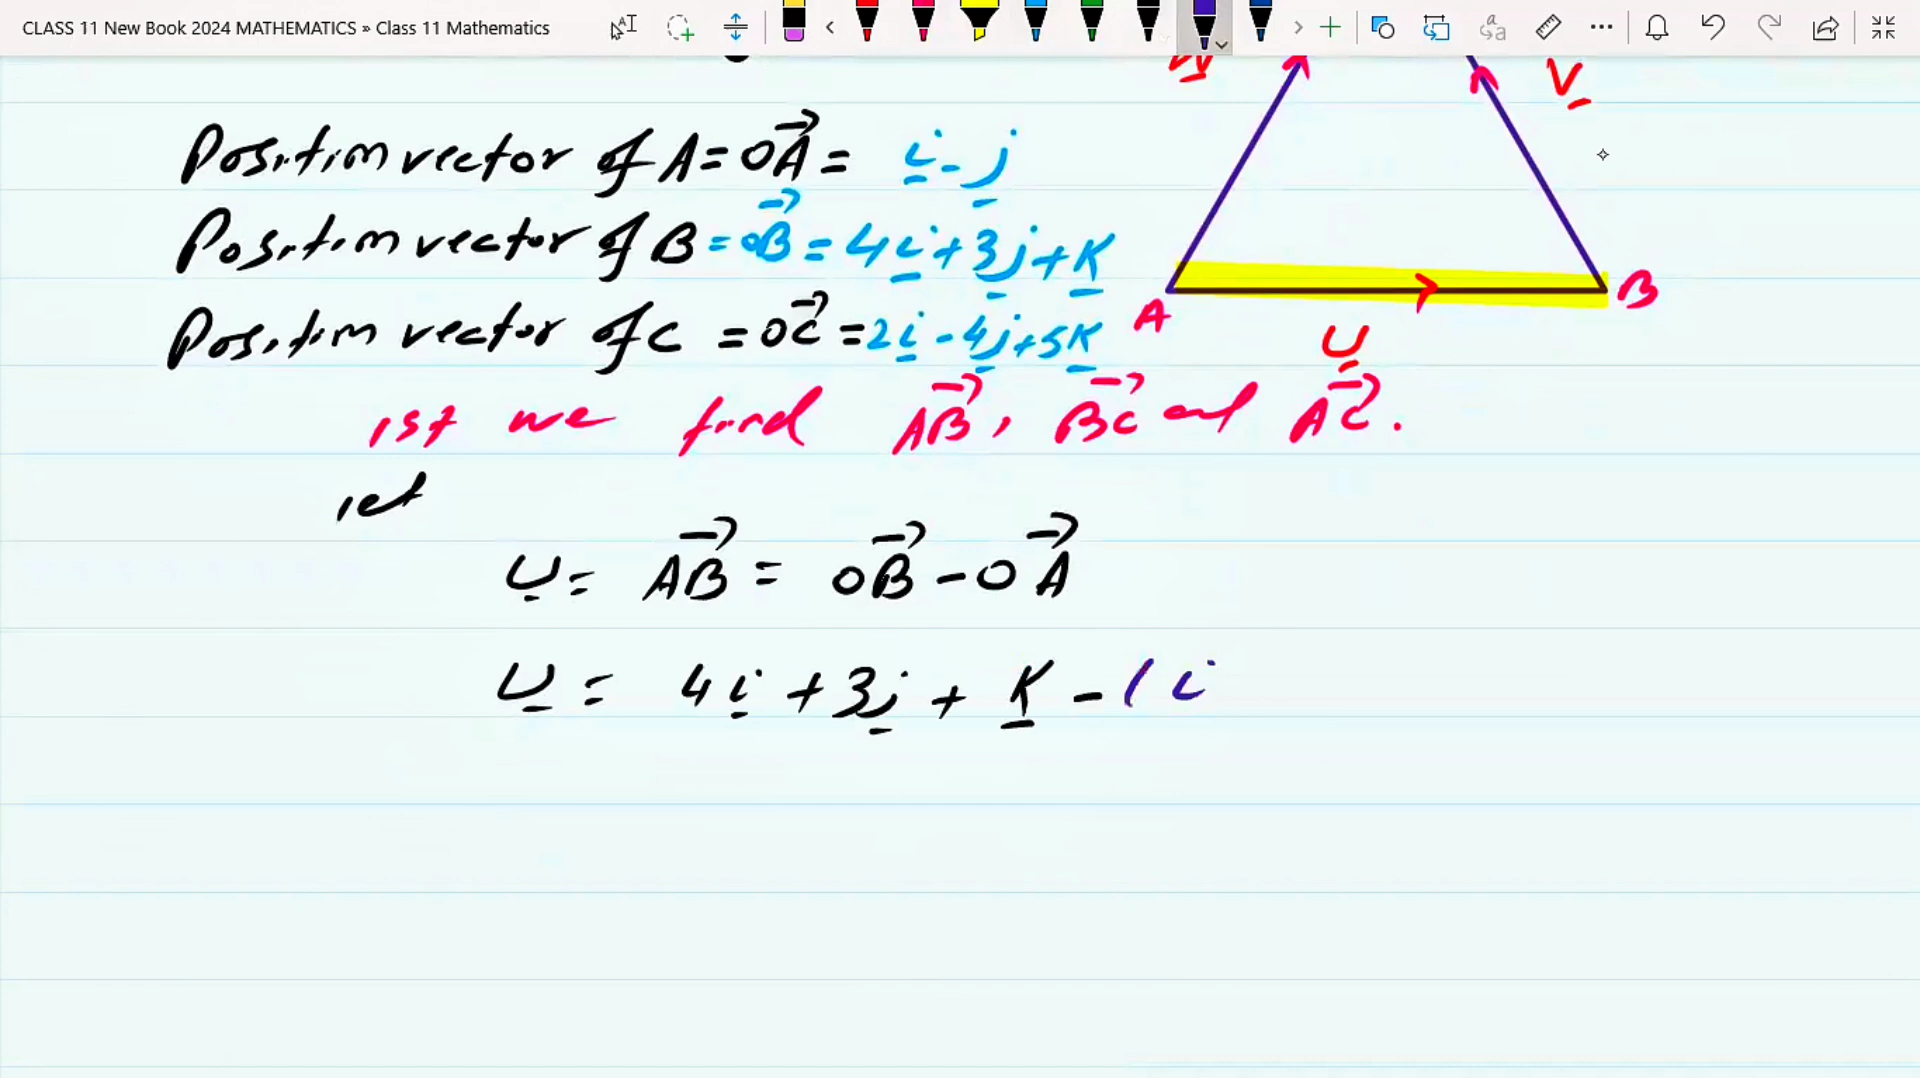 CLASS 11 New Book 2024 MATHEMATICS » Class 11 Mathematics
W V
Position vector of A = OA⃗ = i - j
Position vector of B = OB⃗ = 4i + 3j + K
Position vector of C = OC⃗ = 2i - 4j + 5K
A B
U
1st we find AB⃗, BC⃗ and AC⃗.
let
U = AB⃗ = OB⃗ - OA⃗
U = 4i + 3j + K - ( i